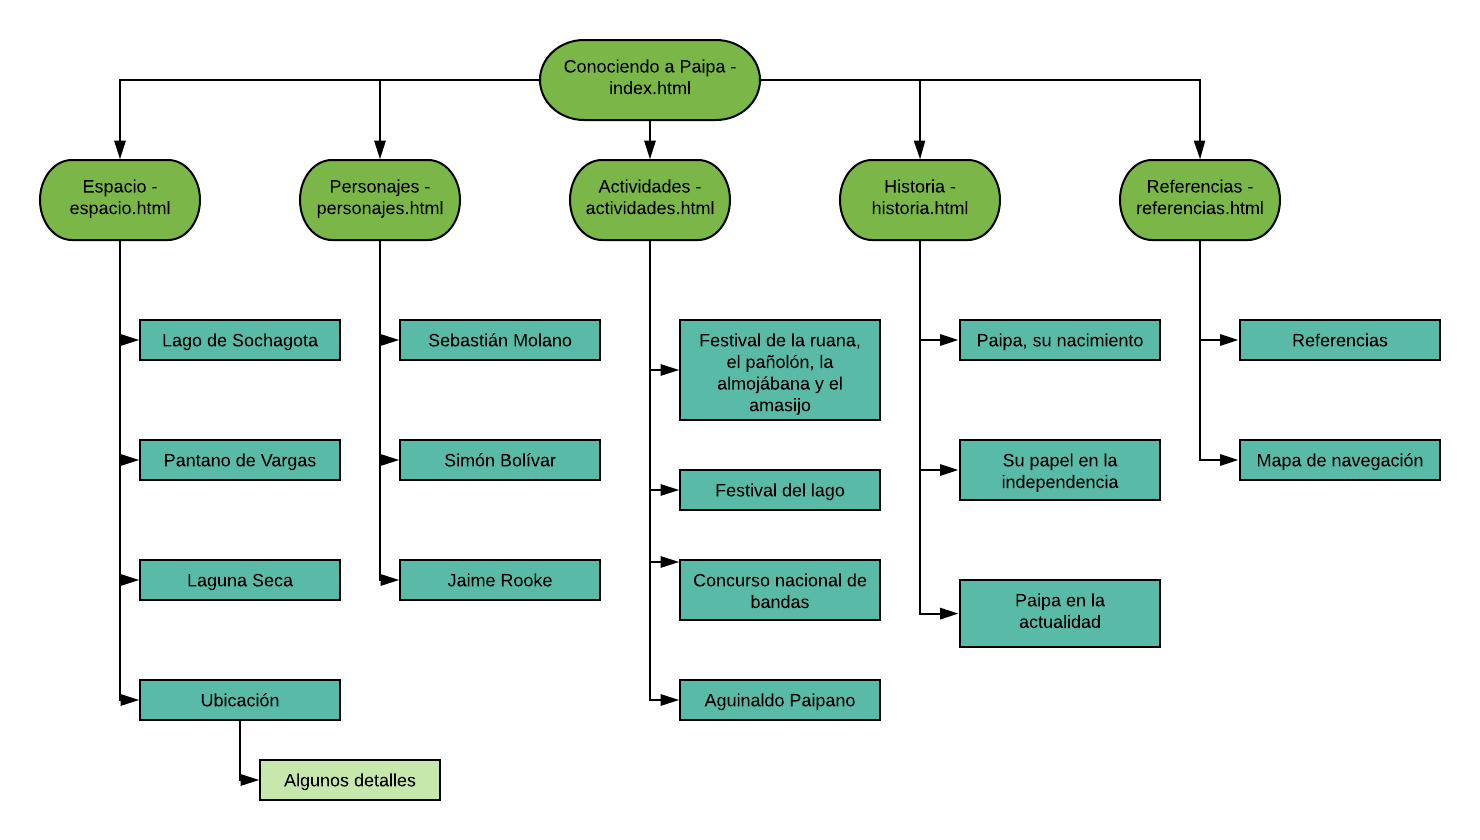 Conociendo a Paipa -
index.html
Espacio -
espacio.html
Personajes -
personajes.html
Actividades -
actividades.html
Historia -
historia.html
Referencias -
referencias.html
Lago de Sochagota
Pantano de Vargas
Laguna Seca
Ubicación
Algunos detalles
Sebastián Molano
Simón Bolívar
Jaime Rooke
Festival de la ruana,
el pañolón, la
almojábana y el
amasijo
Festival del lago
Concurso nacional de
bandas
Aguinaldo Paipano
Paipa, su nacimiento
Su papel en la
independencia
Paipa en la
actualidad
Referencias
Mapa de navegación